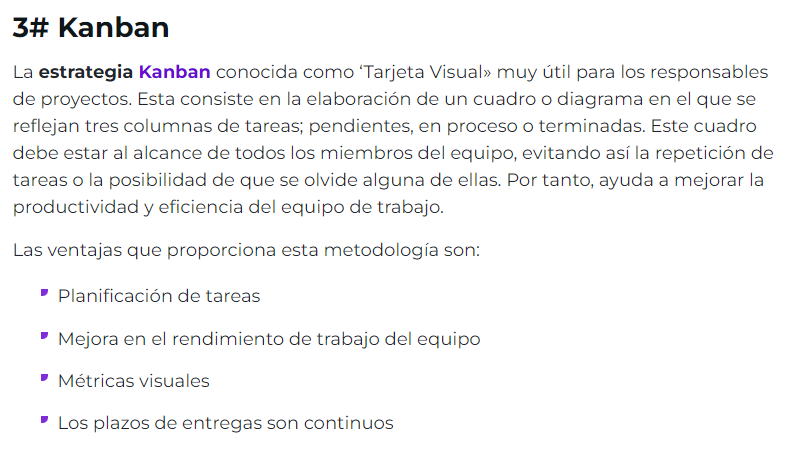 3# Kanban
La estrategia Kanban conocida como ‘Tarjeta Visual» muy útil para los responsables
de proyectos. Esta consiste en la elaboración de un cuadro o diagrama en el que se
reflejan tres columnas de tareas; pendientes, en proceso o terminadas. Este cuadro
debe estar al alcance de todos los miembros del equipo, evitando así la repetición de
tareas o la posibilidad de que se olvide alguna de ellas. Por tanto, ayuda a mejorar la
productividad y eficiencia del equipo de trabajo.
Las ventajas que proporciona esta metodología son:
Planificación de tareas
Mejora en el rendimiento de trabajo del equipo
Métricas visuales
Los plazos de entregas son continuos